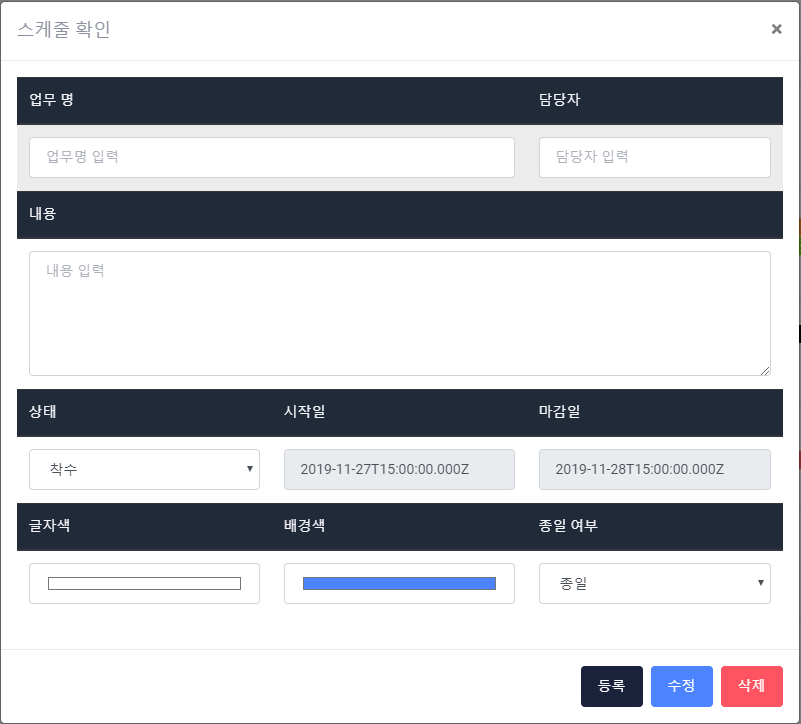 스케줄 확인 ×
업무 명 담당자
업무명 입력 담당자 입력
내용
내용 입력
상태 시작일 마감일
착수 2019-11-27T15:00:00.000Z 2019-11-28T15:00:00.000Z
글자색 배경색 종일 여부
종일
등록 수정 삭제